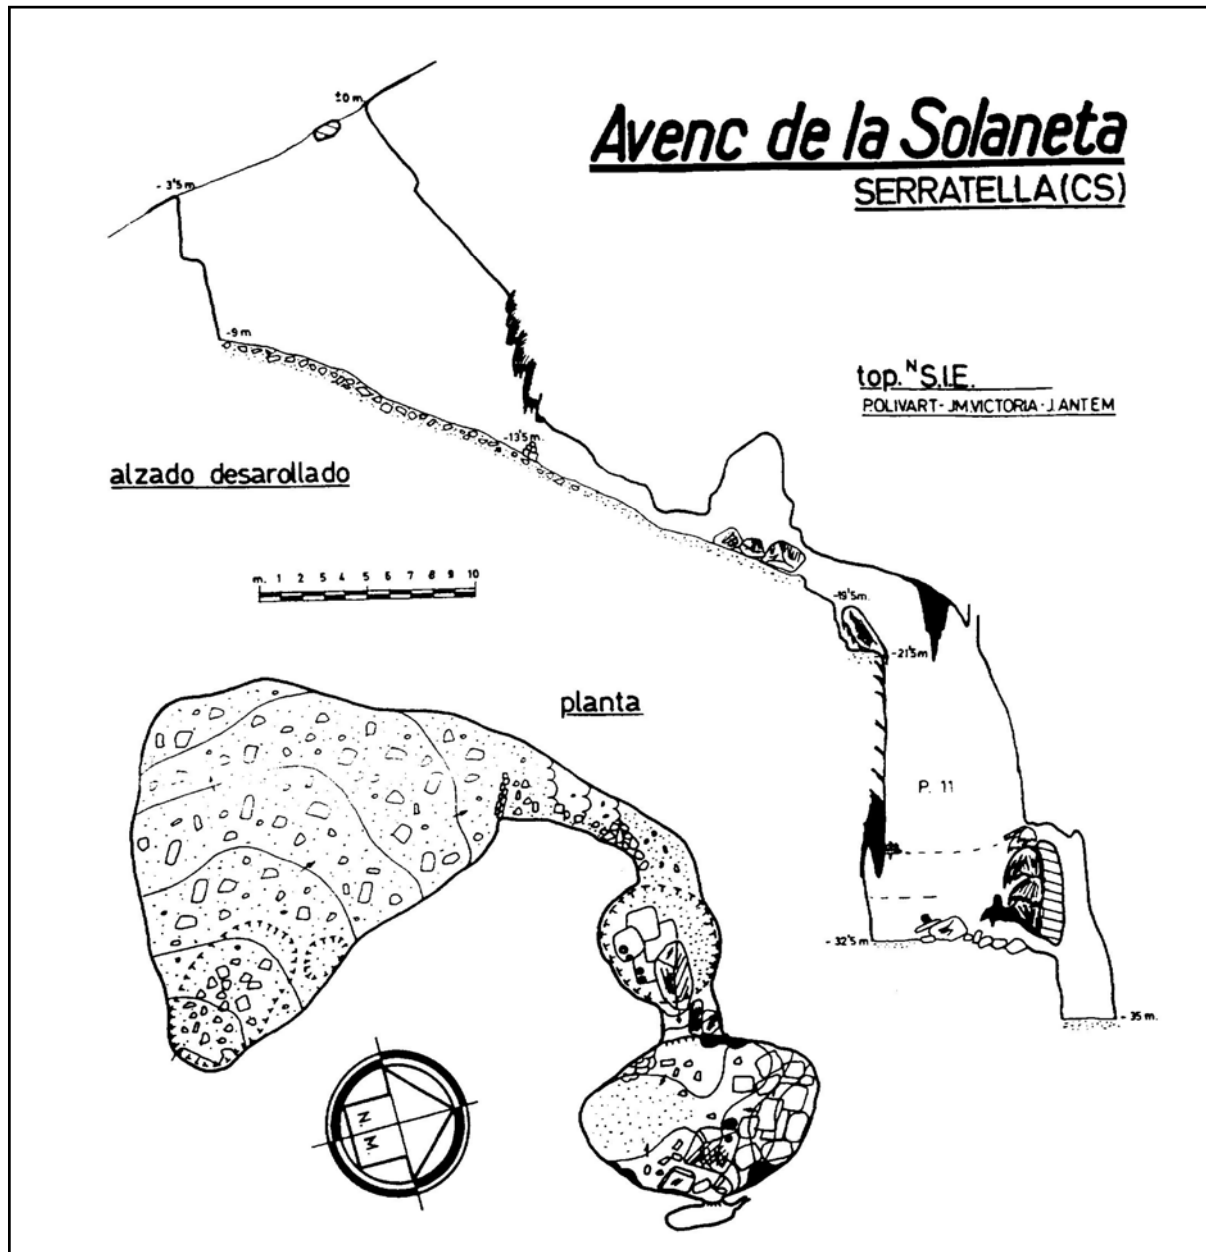 Avenc de la Solaneta
SERRATELLA (CS)
±0 m.
- 3'5 m.
-9 m
-13'5 m.
top. N S.I.E.
P.OLIVART - J.M.VICTORIA - J.ANTEM
alzado desarollado
m. 1 2 3 4 5 6 7 8 9 10
-19'5 m.
-21'5 m
planta
P. 11
- 32'5 m
- 35 m.
N. M